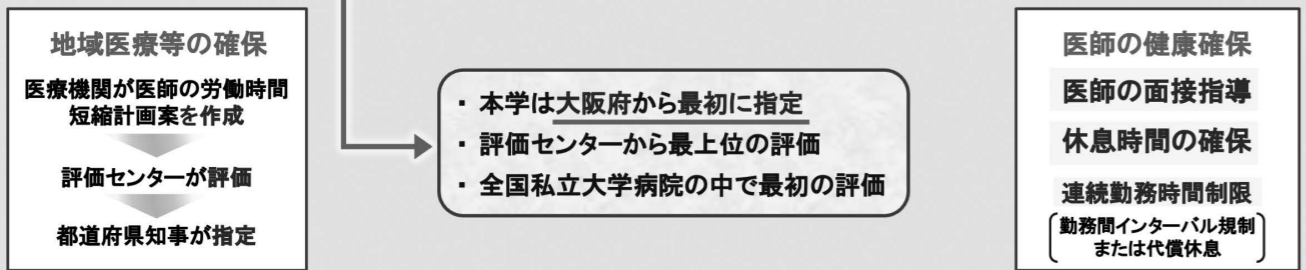 地域医療等の確保
医療機関が医師の労働時間
短縮計画案を作成
評価センターが評価
都道府県知事が指定
・ 本学は大阪府から最初に指定
・ 評価センターから最上位の評価
・ 全国私立大学病院の中で最初の評価
医師の健康確保
医師の面接指導
休息時間の確保
連続勤務時間制限
(勤務間インターバル規制
または代償休息)